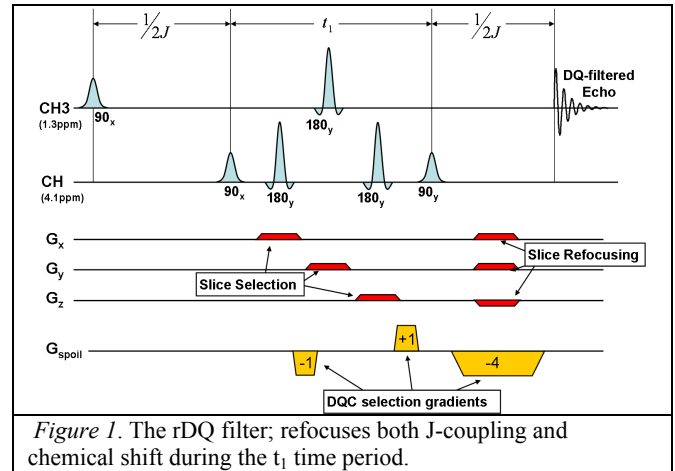 1/2J
t1
1/2J
DQ-filtered
Echo
CH3
(1.3ppm)
90x
180y
CH
(4.1ppm)
90x
180y
180y
90y
Gx
Slice Refocusing
Gy
Slice Selection
Gz
+1
Gspoil
-1
-4
DQC selection gradients
Figure 1. The rDQ filter; refocuses both J-coupling and
chemical shift during the t1 time period.